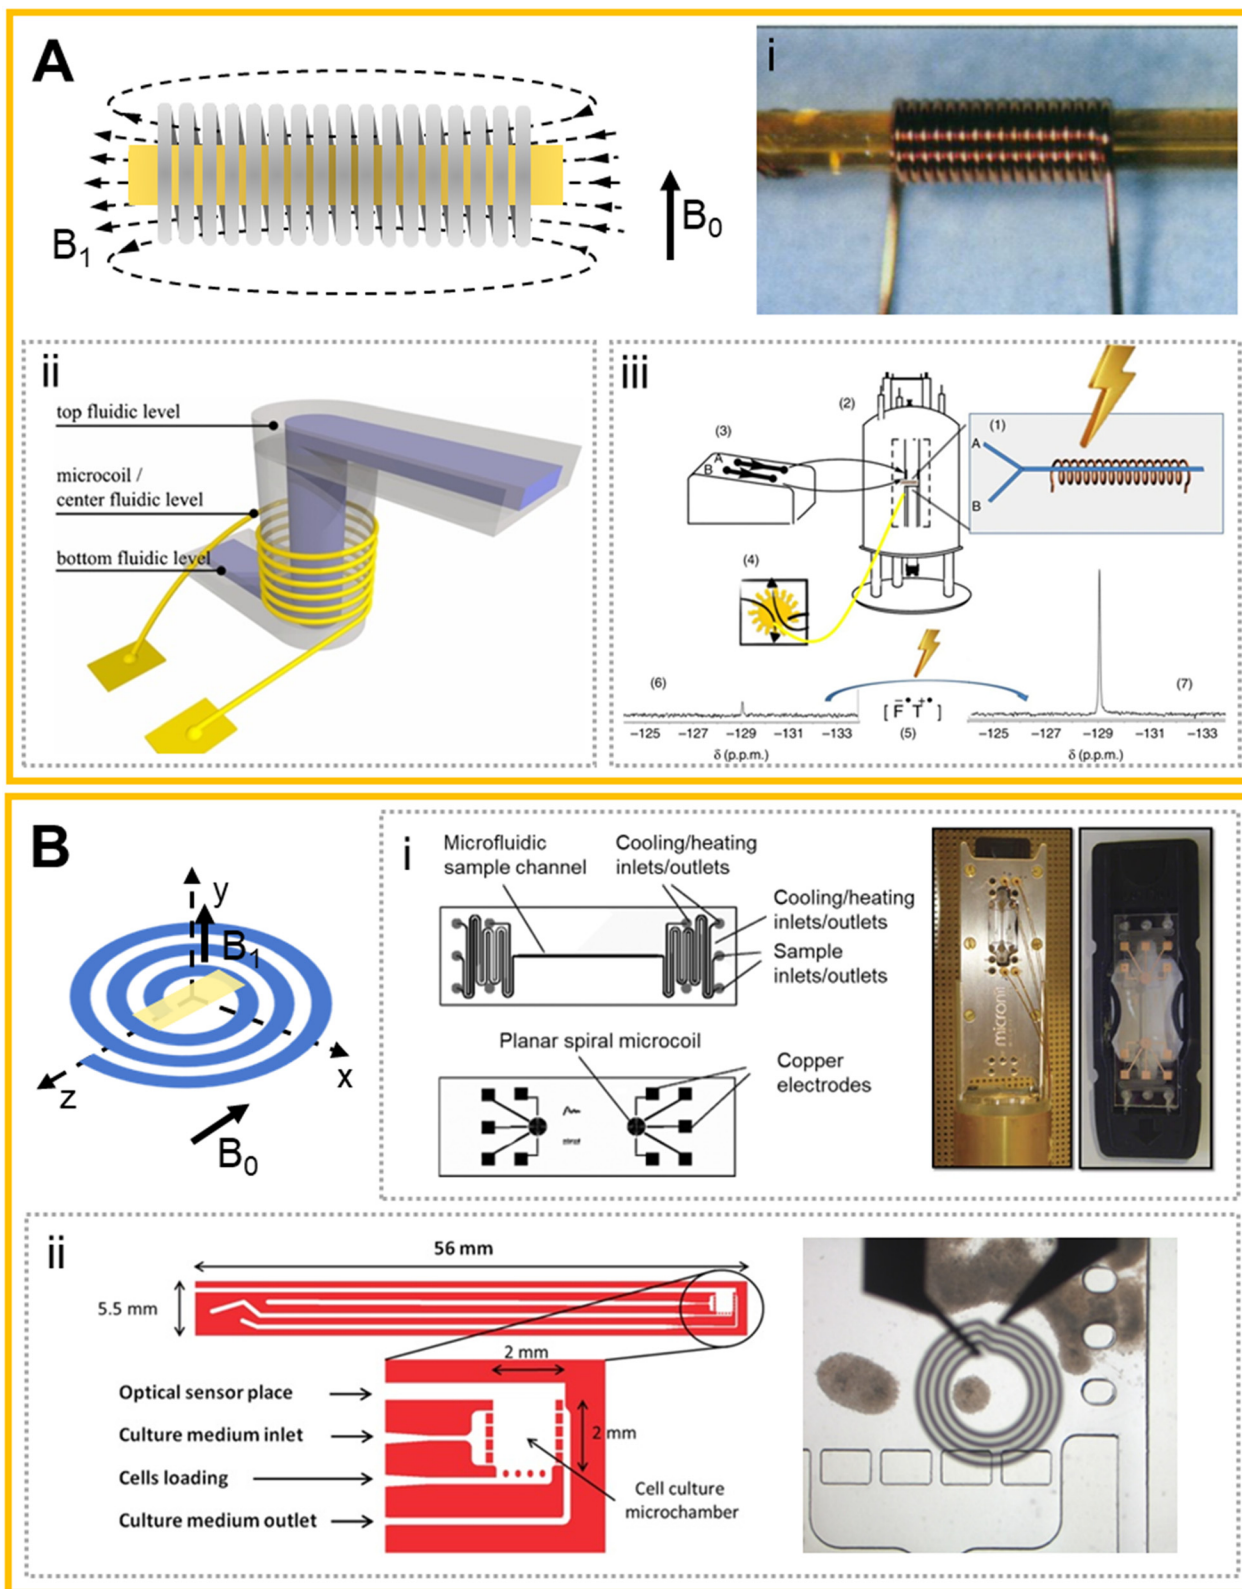 A
B₁
B₀
i
ii
top fluidic level
microcoil /
center fluidic level
bottom fluidic level
iii
(1)
A
B
(2)
(3)
A
B
(4)
(6)
−125 −127 −129 −131 −133
δ (p.p.m.)
[ F̄• T+• ]
(5)
(7)
−125 −127 −129 −131 −133
δ (p.p.m.)
B
y
B₁
x
z
B₀
i
Microfluidic
sample channel
Cooling/heating
inlets/outlets
Cooling/heating
inlets/outlets
Sample
inlets/outlets
Planar spiral microcoil
Copper
electrodes
micronit
ii
56 mm
5.5 mm
2 mm
2 mm
Optical sensor place
Culture medium inlet
Cells loading
Culture medium outlet
Cell culture
microchamber